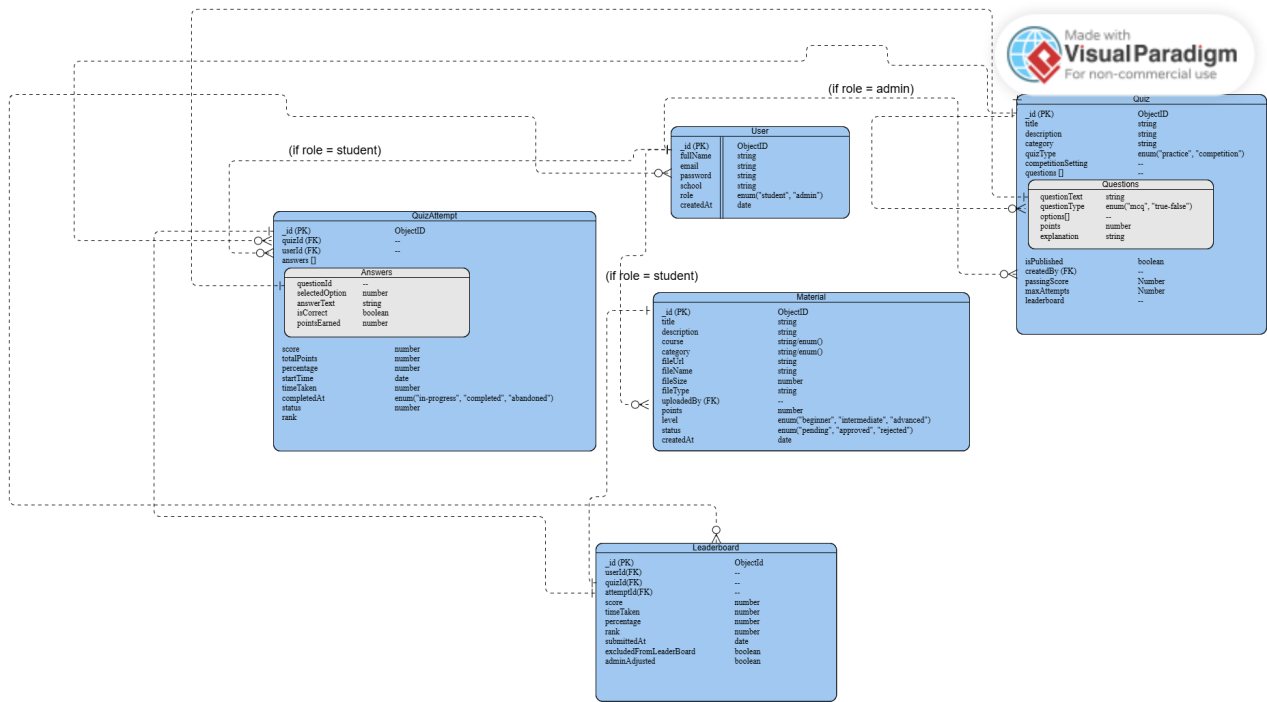 Made with
Visual Paradigm
For non-commercial use
(if role = admin)
(if role = student)
(if role = student)
User
_id (PK) ObjectID
fullName string
email string
password string
school string
role enum("student", "admin")
createdAt date
Quiz
_id (PK) ObjectID
title string
description string
category string
quizType enum("practice", "competition")
competitionSetting --
questions [] --
Questions
questionText string
questionType enum("mcq", "true-false")
options[] --
points number
explanation string
isPublished boolean
createdBy (FK) --
passingScore Number
maxAttempts Number
leaderboard --
QuizAttempt
_id (PK) ObjectID
quizId (FK) --
userId (FK) --
answers []
Answers
questionId --
selectedOption number
answerText string
isCorrect boolean
pointsEarned number
score number
totalPoints number
percentage number
startTime date
timeTaken number
completedAt enum("in-progress", "completed", "abandoned")
status number
rank
Material
_id (PK) ObjectID
title string
description string
course string/enum()
category string/enum()
fileUrl string
fileName string
fileSize number
fileType string
uploadedBy (FK) --
points number
level enum("beginner", "intermediate", "advanced")
status enum("pending", "approved", "rejected")
createdAt date
Leaderboard
_id (PK) ObjectId
userId(FK) --
quizId(FK) --
attemptId(FK) --
score number
timeTaken number
percentage number
rank number
submittedAt date
excludedFromLeaderBoard boolean
adminAdjusted boolean